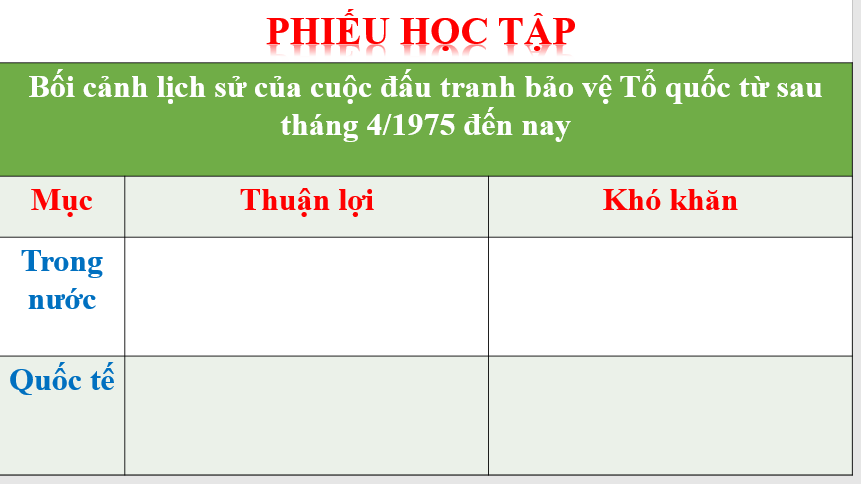 PHIẾU HỌC TẬP
Bối cảnh lịch sử của cuộc đấu tranh bảo vệ Tổ quốc từ sau
tháng 4/1975 đến nay
Mục Thuận lợi Khó khăn
Trong
nước
Quốc tế